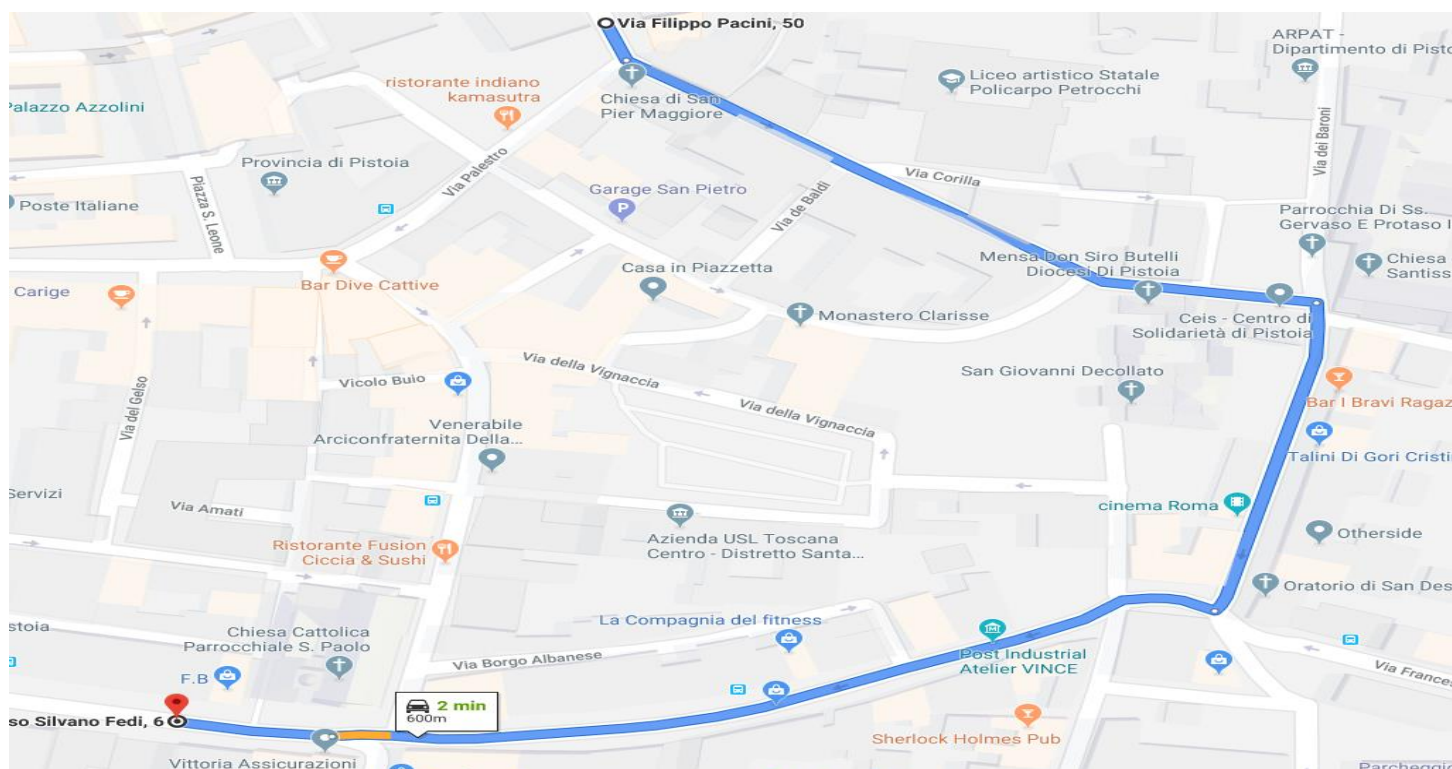 Via Filippo Pacini, 50
ARPAT -
Dipartimento di Pisto
ristorante indiano
kamasutra
Chiesa di San
Pier Maggiore
Liceo artistico Statale
Policarpo Petrocchi
Palazzo Azzolini
Provincia di Pistoia
Via Palestro
Via dei Baroni
Via Corilla
Garage San Pietro
P
Via de Baldi
Poste Italiane
Piazza S. Leone
Parrocchia Di Ss.
Gervaso E Protaso I
Mensa Don Siro Butelli
Diocesi Di Pistoia
Chiesa
Santiss
Casa in Piazzetta
Bar Dive Cattive
Carige
Monastero Clarisse
Ceis - Centro di
Solidarietà di Pistoia
Via della Vignaccia
Vicolo Buio
San Giovanni Decollato
Via del Gelso
Via della Vignaccia
Bar I Bravi Ragaz
Venerabile
Arciconfraternita Della...
Talini Di Gori Cristi
Servizi
Via Amati
cinema Roma
Azienda USL Toscana
Centro - Distretto Santa...
Otherside
Ristorante Fusion
Ciccia & Sushi
Oratorio di San Des
La Compagnia del fitness
stoia
Chiesa Cattolica
Parrocchiale S. Paolo
Via Borgo Albanese
Post Industrial
Atelier VINCE
Via France
F.B
so Silvano Fedi, 6
2 min
600m
Sherlock Holmes Pub
Vittoria Assicurazioni
Parcheggio